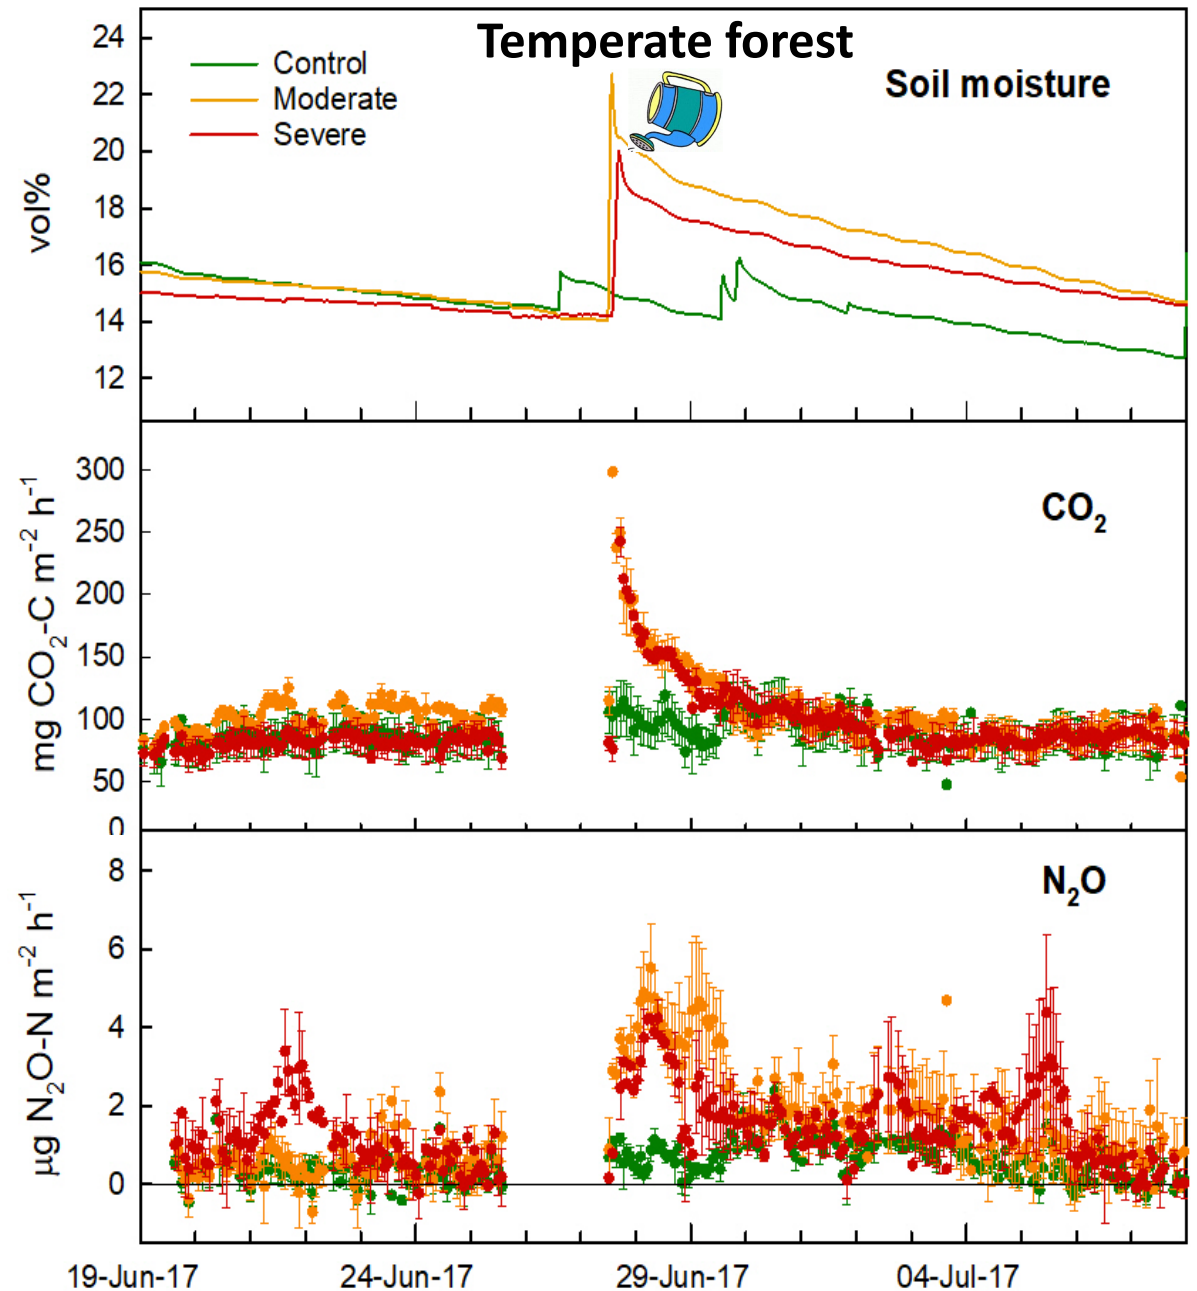 Temperate forest
Soil moisture
Control
Moderate
Severe
vol%
24
22
20
18
16
14
12
CO₂
mg CO₂-C m⁻² h⁻¹
300
250
200
150
100
50
0
N₂O
µg N₂O-N m⁻² h⁻¹
8
6
4
2
0
19-Jun-17 24-Jun-17 29-Jun-17 04-Jul-17